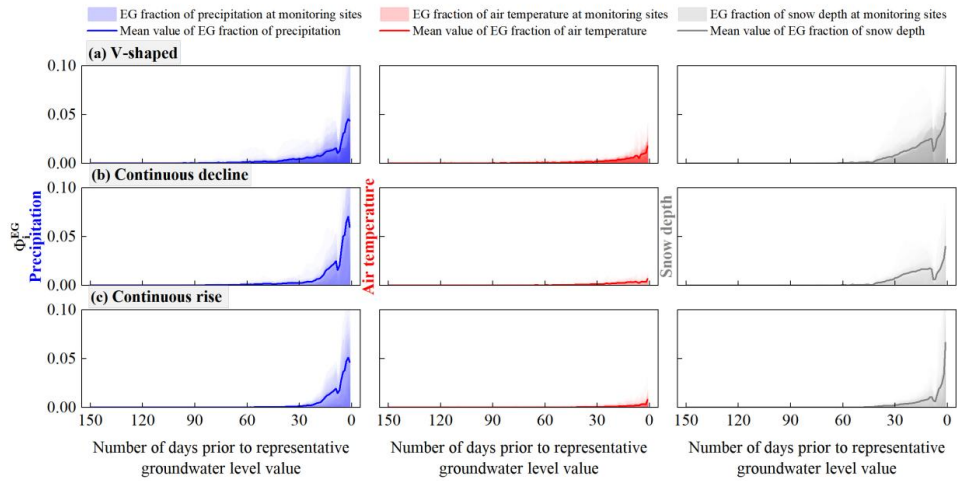 EG fraction of precipitation at monitoring sites
Mean value of EG fraction of precipitation
EG fraction of air temperature at monitoring sites
Mean value of EG fraction of air temperature
EG fraction of snow depth at monitoring sites
Mean value of EG fraction of snow depth
(a) V-shaped
0.10
0.05
0.00
(b) Continuous decline
0.10
0.05
0.00
(c) Continuous rise
0.10
0.05
0.00
Φᵢᴱᴳ
Precipitation
Air temperature
Snow depth
150 120 90 60 30 0
150 120 90 60 30 0
150 120 90 60 30 0
Number of days prior to representative
groundwater level value
Number of days prior to representative
groundwater level value
Number of days prior to representative
groundwater level value